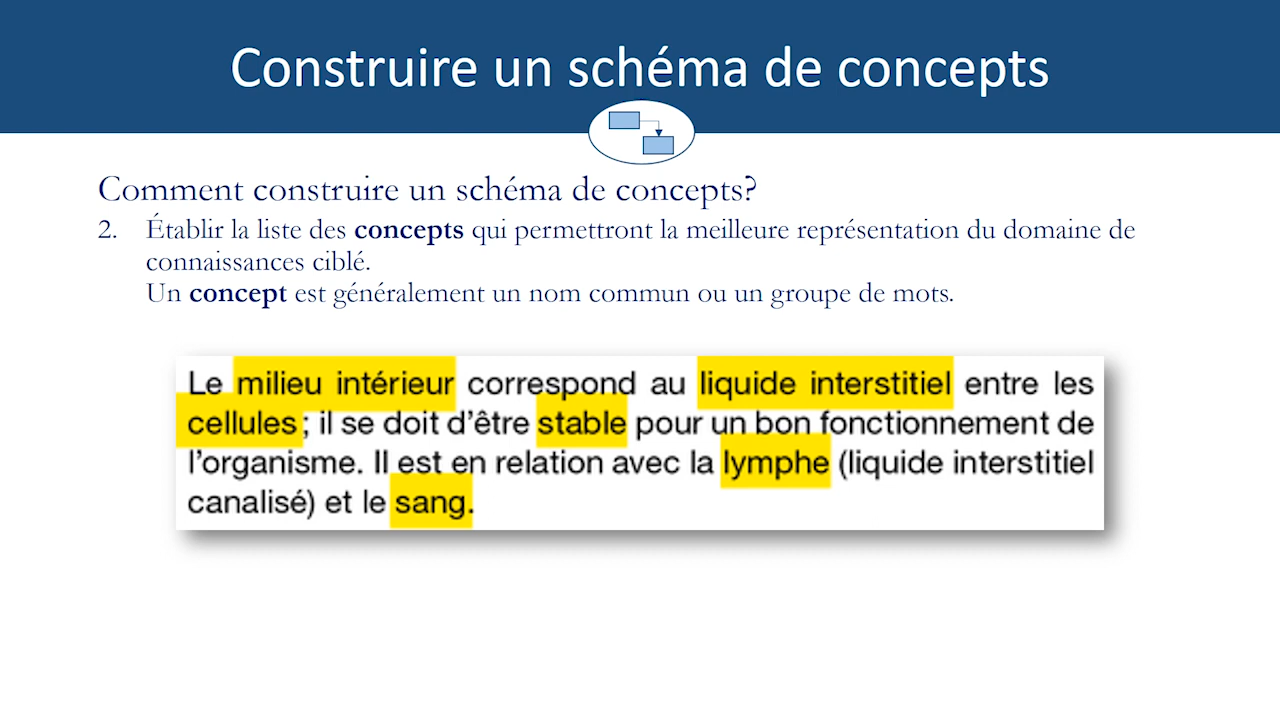 Construire un schéma de concepts
Comment construire un schéma de concepts?
2. Établir la liste des concepts qui permettront la meilleure représentation du domaine de
connaissances ciblé.
Un concept est généralement un nom commun ou un groupe de mots.
Le milieu intérieur correspond au liquide interstitiel entre les
cellules ; il se doit d’être stable pour un bon fonctionnement de
l’organisme. Il est en relation avec la lymphe (liquide interstitiel
canalisé) et le sang.